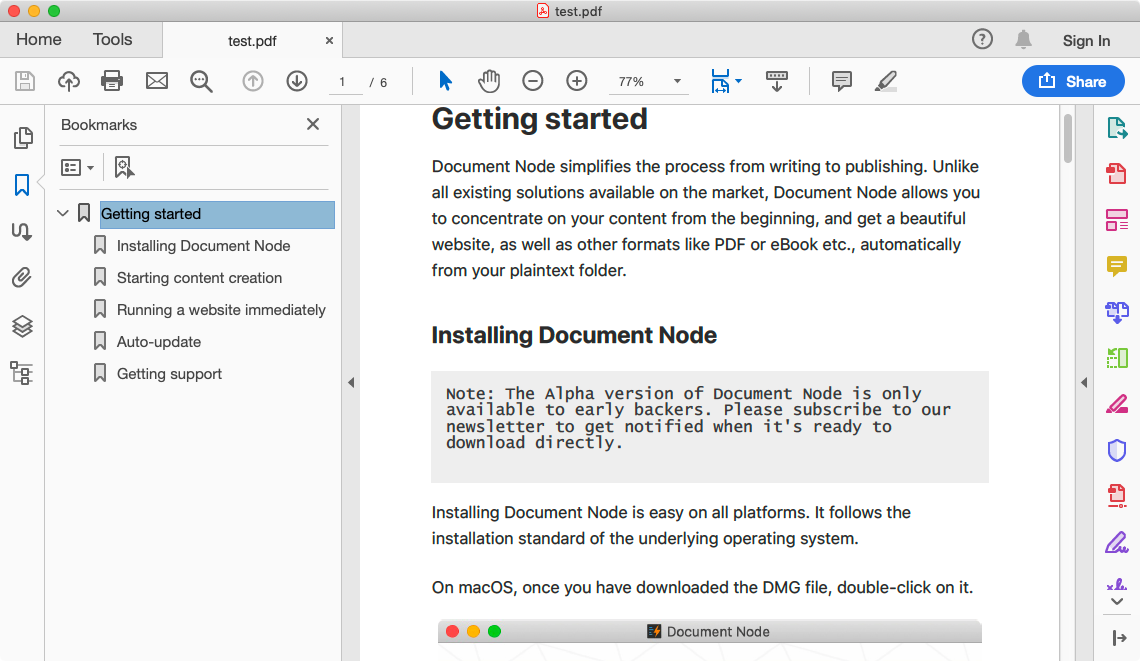 test.pdf
Home
Tools
test.pdf
Sign In
1 / 6
77%
Share
Bookmarks
Getting started
Installing Document Node
Starting content creation
Running a website immediately
Auto-update
Getting support
Getting started
Document Node simplifies the process from writing to publishing. Unlike
all existing solutions available on the market, Document Node allows you
to concentrate on your content from the beginning, and get a beautiful
website, as well as other formats like PDF or eBook etc., automatically
from your plaintext folder.
Installing Document Node
Note: The Alpha version of Document Node is only
available to early backers. Please subscribe to our
newsletter to get notified when it's ready to
download directly.
Installing Document Node is easy on all platforms. It follows the
installation standard of the underlying operating system.
On macOS, once you have downloaded the DMG file, double-click on it.
Document Node